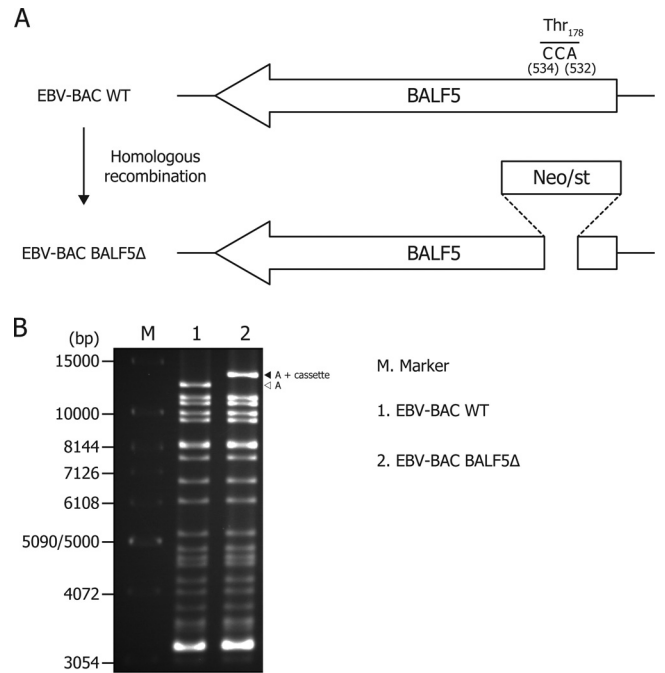 A
Thr178
CCA
(534) (532)
EBV-BAC WT
BALF5
Homologous
recombination
Neo/st
EBV-BAC BALF5Δ
BALF5
B
(bp)
M
1
2
15000
A + cassette
A
10000
8144
7126
6108
5090/5000
4072
3054
M. Marker
1. EBV-BAC WT
2. EBV-BAC BALF5Δ